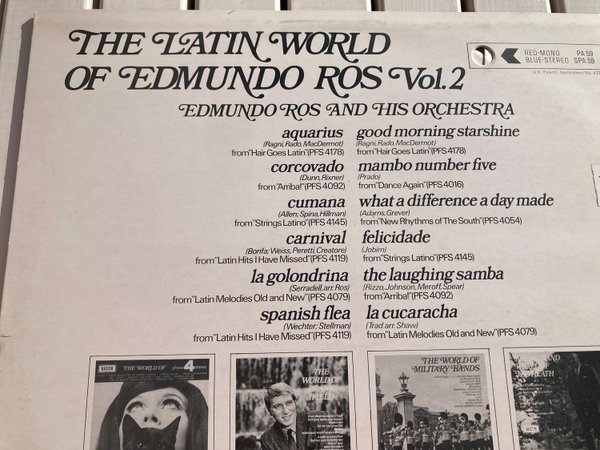 THE LATIN WORLD
OF EDMUNDO ROS Vol.2
RED-MONO PA 59
BLUE-STEREO SPA 59
EDMUNDO ROS AND HIS ORCHESTRA
aquarius
(Ragni, Rado, MacDermot)
from "Hair Goes Latin" (PFS 4178)
corcovado
(Dunn, Rixner)
from "Arriba!" (PFS 4092)
cumana
(Allen; Spina, Hillman)
from "Strings Latino" (PFS 4145)
carnival
(Bonfa; Weiss, Peretti, Creatore)
from "Latin Hits I Have Missed" (PFS 4119)
la golondrina
(Serradell, arr. Ros)
from "Latin Melodies Old and New" (PFS 4079)
spanish flea
(Wechter; Stellman)
from "Latin Hits I Have Missed" (PFS 4119)
good morning starshine
(Ragni, Rado, MacDermot)
from "Hair Goes Latin" (PFS 4178)
mambo number five
(Prado)
from "Dance Again" (PFS 4016)
what a difference a day made
(Adams, Grever)
from "New Rhythms of The South" (PFS 4054)
felicidade
(Jobim)
from "Strings Latino" (PFS 4145)
the laughing samba
(Rizzo, Johnson, Meroff, Spear)
from "Arriba!" (PFS 4092)
la cucaracha
(Trad. arr. Shaw)
from "Latin Melodies Old and New" (PFS 4079)
DECCA
THE WORLD OF
phase 4 stereo
THE WORLD
THE WORLD OF
MILITARY BANDS